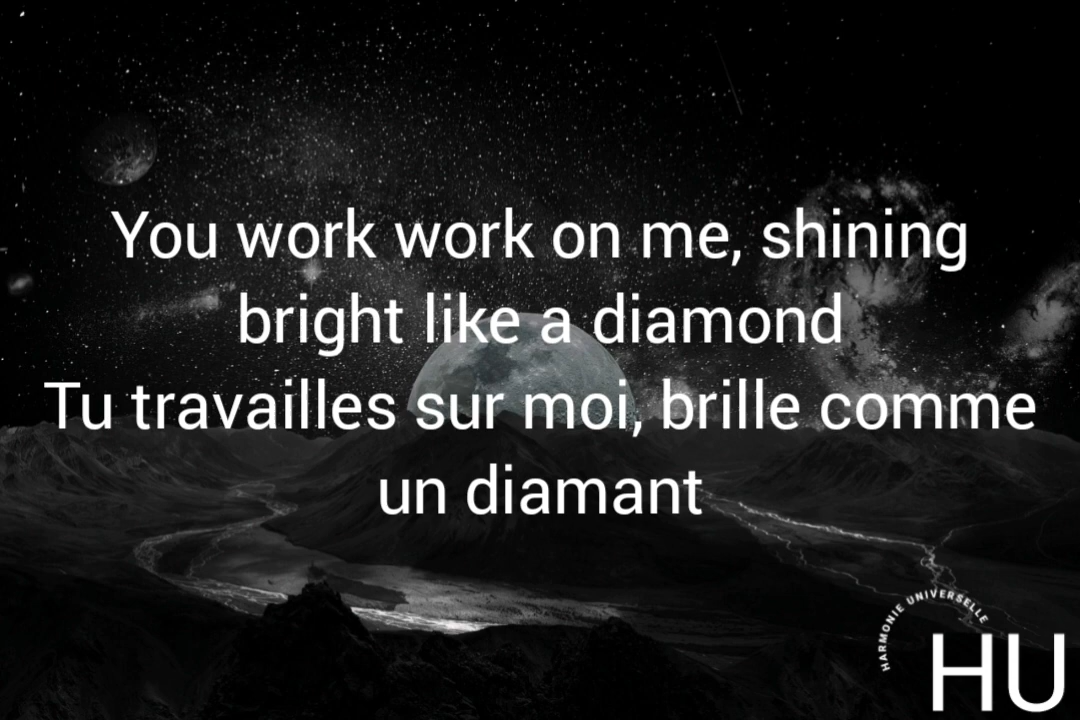 You work work on me, shining
bright like a diamond
Tu travailles sur moi, brille comme
un diamant
HARMONIE UNIVERSELLE
HU